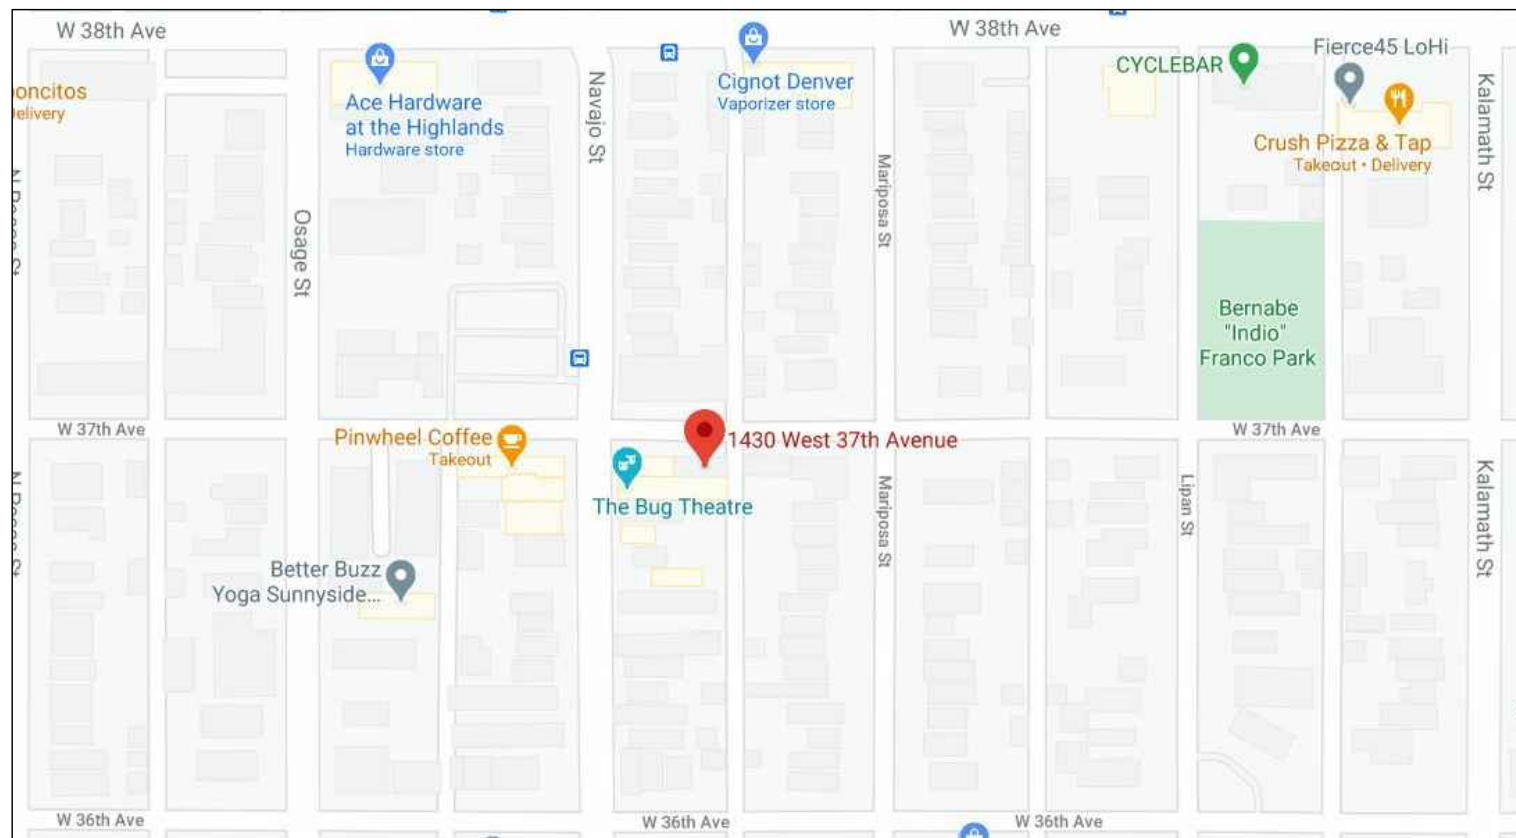 W 38th Ave
W 38th Ave
Fierce45 LoHi
CYCLEBAR
Cignot Denver
Vaporizer store
oncitos
elivery
Ace Hardware
at the Highlands
Hardware store
Navajo St
Crush Pizza & Tap
Takeout • Delivery
Kalamath St
Mariposa St
Osage St
Bernabe
"Indio"
Franco Park
W 37th Ave
W 37th Ave
Pinwheel Coffee
Takeout
1430 West 37th Avenue
The Bug Theatre
Mariposa St
Lipan St
Kalamath St
Better Buzz
Yoga Sunnyside...
W 36th Ave
W 36th Ave
W 36th Ave